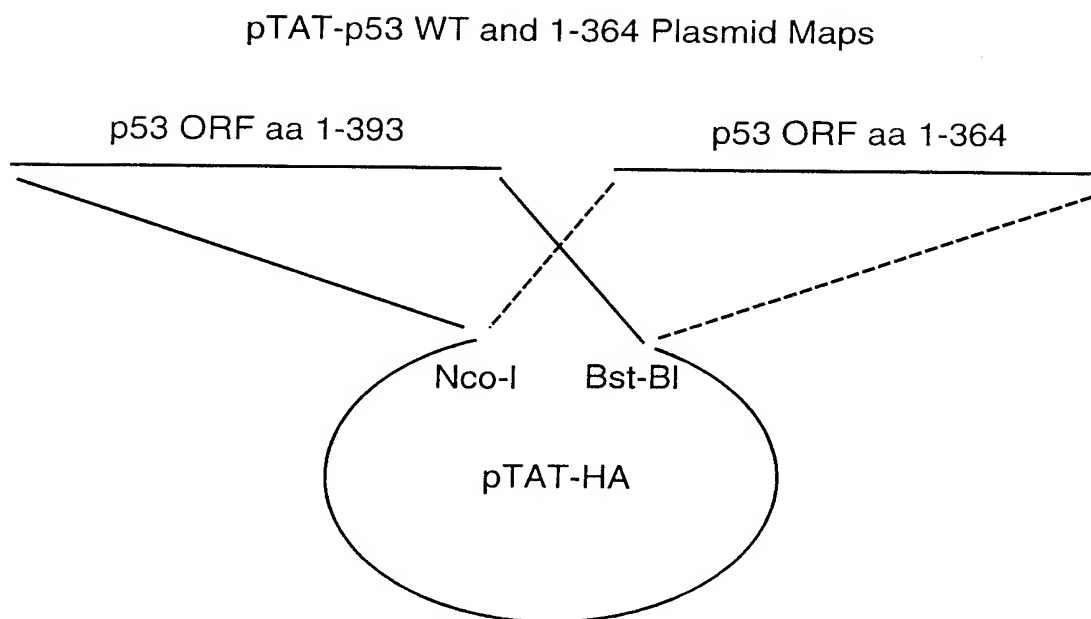 pTAT-p53 WT and 1-364 Plasmid Maps
p53 ORF aa 1-393
p53 ORF aa 1-364
Nco-I
Bst-BI
pTAT-HA